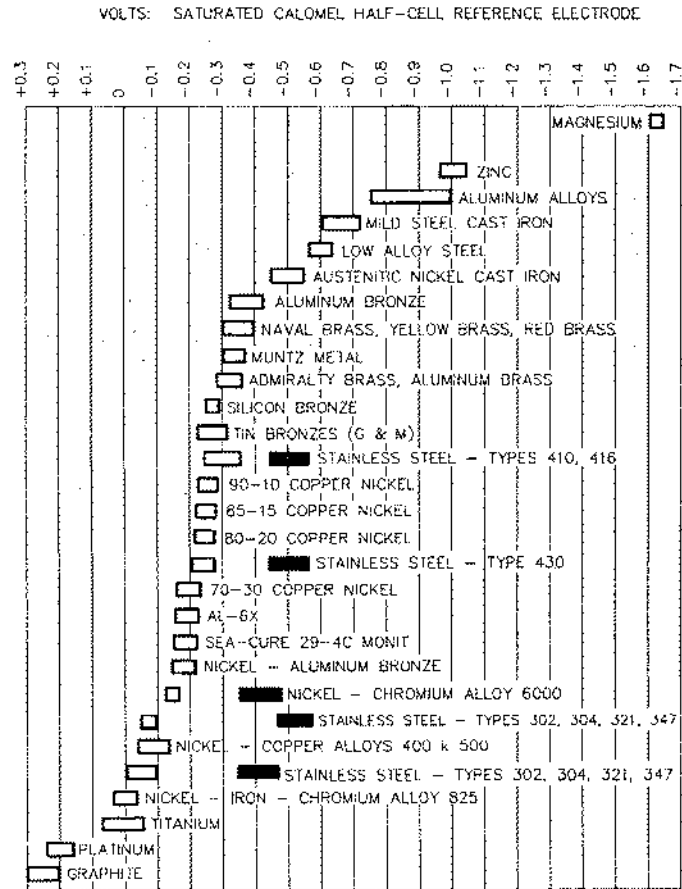 VOLTS: SATURATED CALOMEL HALF-CELL REFERENCE ELECTRODE
+0.3 +0.2 +0.1 0 -0.1 -0.2 -0.3 -0.4 +0.5 -0.6 -0.7 -0.8 -0.9 -1.0 -1.1 -1.2 -1.3 -1.4 -1.5 -1.6 -1.7
MAGNESIUM
ZINC
ALUMINUM ALLOYS
MILD STEEL CAST IRON
LOW ALLOY STEEL
AUSTENITIC NICKEL CAST IRON
ALUMINUM BRONZE
NAVAL BRASS, YELLOW BRASS, RED BRASS
MUNTZ METAL
ADMIRALTY BRASS, ALUMINUM BRASS
SILICON BRONZE
TIN BRONZES (G & M)
STAINLESS STEEL - TYPES 410, 416
90-10 COPPER NICKEL
85-15 COPPER NICKEL
80-20 COPPER NICKEL
STAINLESS STEEL - TYPE 430
70-30 COPPER NICKEL
AL-6X
SEA-CURE 29-4C MONIT
NICKEL - ALUMINUM BRONZE
NICKEL - CHROMIUM ALLOY 6000
STAINLESS STEEL - TYPES 302, 304, 321, 347
NICKEL - COPPER ALLOYS 400 k 500
STAINLESS STEEL - TYPES 302, 304, 321, 347
NICKEL - IRON - CHROMIUM ALLOY 825
TITANIUM
PLATINUM
GRAPHITE